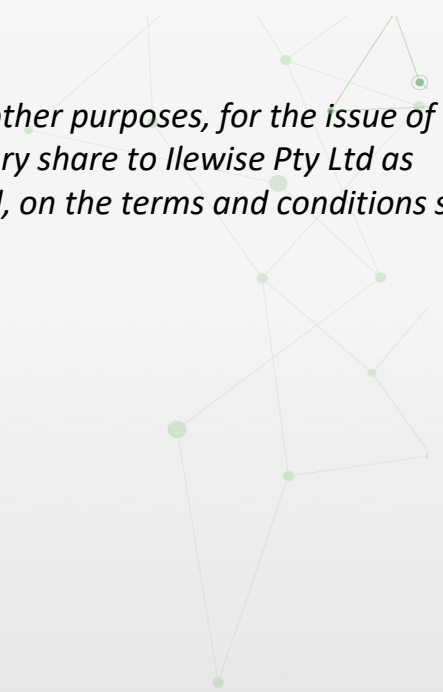 other purposes, for the issue of
ry share to Ilewise Pty Ltd as
, on the terms and conditions s